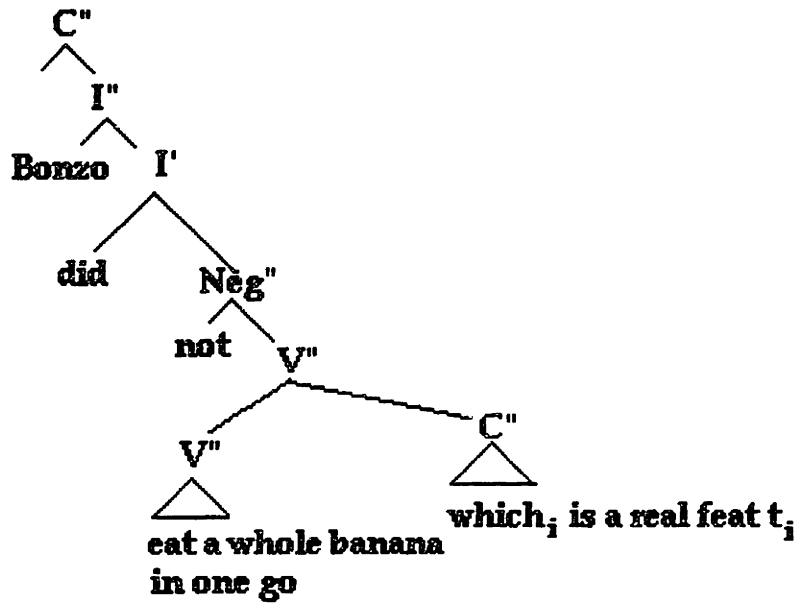 C"
I"
Bonzo I'
did
Neg"
not
V"
V" C"
eat a whole banana
in one go
which_i is a real feat t_i